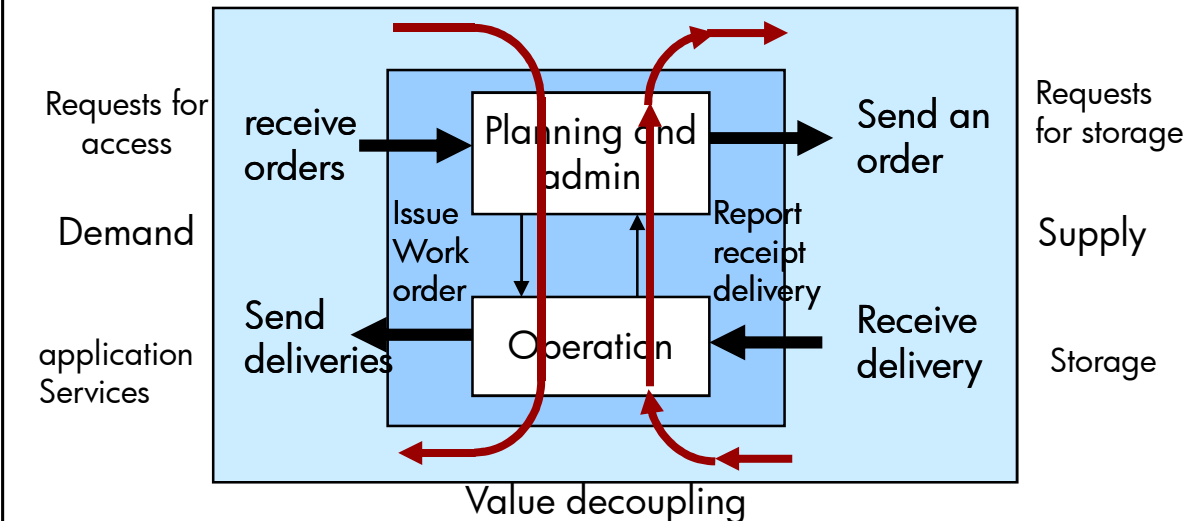 Requests for
access
Demand
application
Services
receive
orders
Send
deliveries
Issue
Work
order
Planning and
admin
Operation
Report
receipt
delivery
Send an
order
Receive
delivery
Requests
for storage
Supply
Storage
Value decoupling